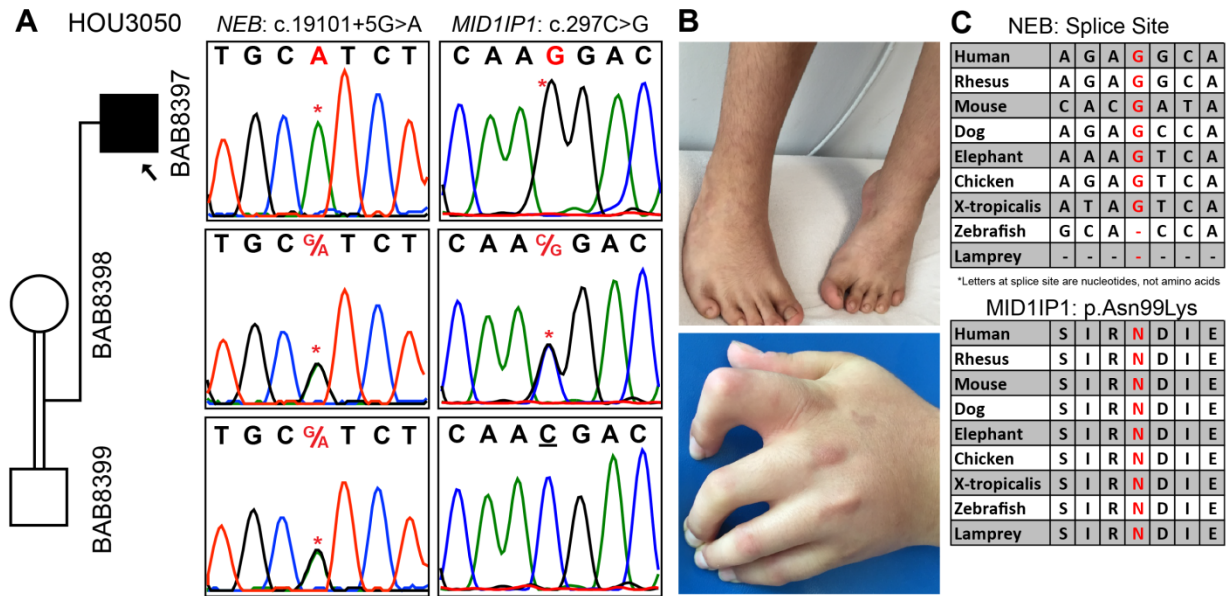 A HOU3050
NEB: c.19101+5G>A
MID1IP1: c.297C>G
BAB8397
T G C A T C T
*
C A A G G A C
*
BAB8398
T G C G/A T C T
*
C A A C/G G A C
*
BAB8399
T G C G/A T C T
*
C A A C G A C
B
C
NEB: Splice Site
Human A G A G G C A
Rhesus A G A G G C A
Mouse C A C G A T A
Dog A G A G C C A
Elephant A A A G T C A
Chicken A G A G T C A
X-tropicalis A T A G T C A
Zebrafish G C A - C C A
Lamprey - - - - - - -
*Letters at splice site are nucleotides, not amino acids
MID1IP1: p.Asn99Lys
Human S I R N D I E
Rhesus S I R N D I E
Mouse S I R N D I E
Dog S I R N D I E
Elephant S I R N D I E
Chicken S I R N D I E
X-tropicalis S I R N D I E
Zebrafish S I R N D I E
Lamprey S I R N D I E